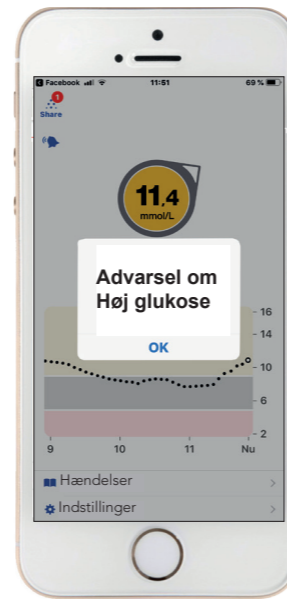 Facebook 11:51 69 %
1
Share
11,4
mmol/L
Advarsel om
Høj glukose
OK
16
14
10
6
2
9 10 11 Nu
Hændelser
Indstillinger